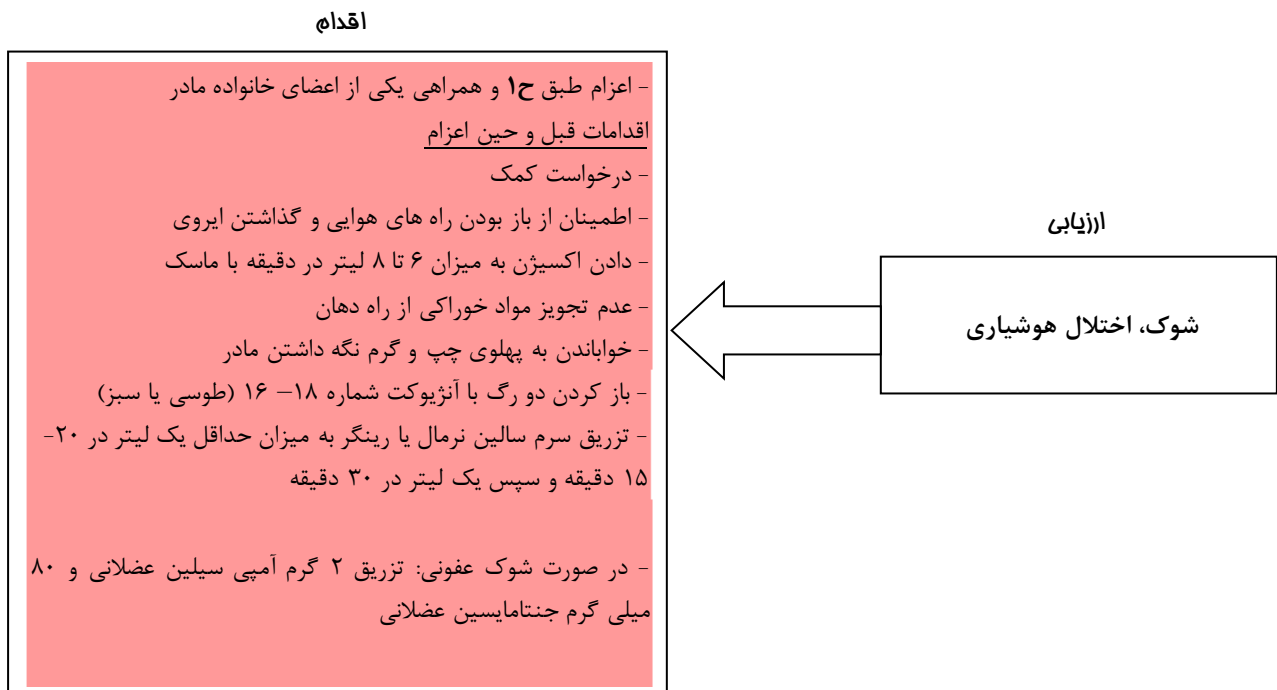 اقدام
- اعزام طبق ح۱ و همراهی یکی از اعضای خانواده مادر
اقدامات قبل و حین اعزام
- درخواست کمک
- اطمینان از باز بودن راه های هوایی و گذاشتن ایروی
- دادن اکسیژن به میزان ۶ تا ۸ لیتر در دقیقه با ماسک
- عدم تجویز مواد خوراکی از راه دهان
- خواباندن به پهلوی چپ و گرم نگه داشتن مادر
- باز کردن دو رگ با آنژیوکت شماره ۱۸– ۱۶ (طوسی یا سبز)
- تزریق سرم سالین نرمال یا رینگر به میزان حداقل یک لیتر در ۲۰-
۱۵ دقیقه و سپس یک لیتر در ۳۰ دقیقه
- در صورت شوک عفونی: تزریق ۲ گرم آمپی سیلین عضلانی و ۸۰
میلی گرم جنتامایسین عضلانی
ارزیابی
شوک، اختلال هوشیاری